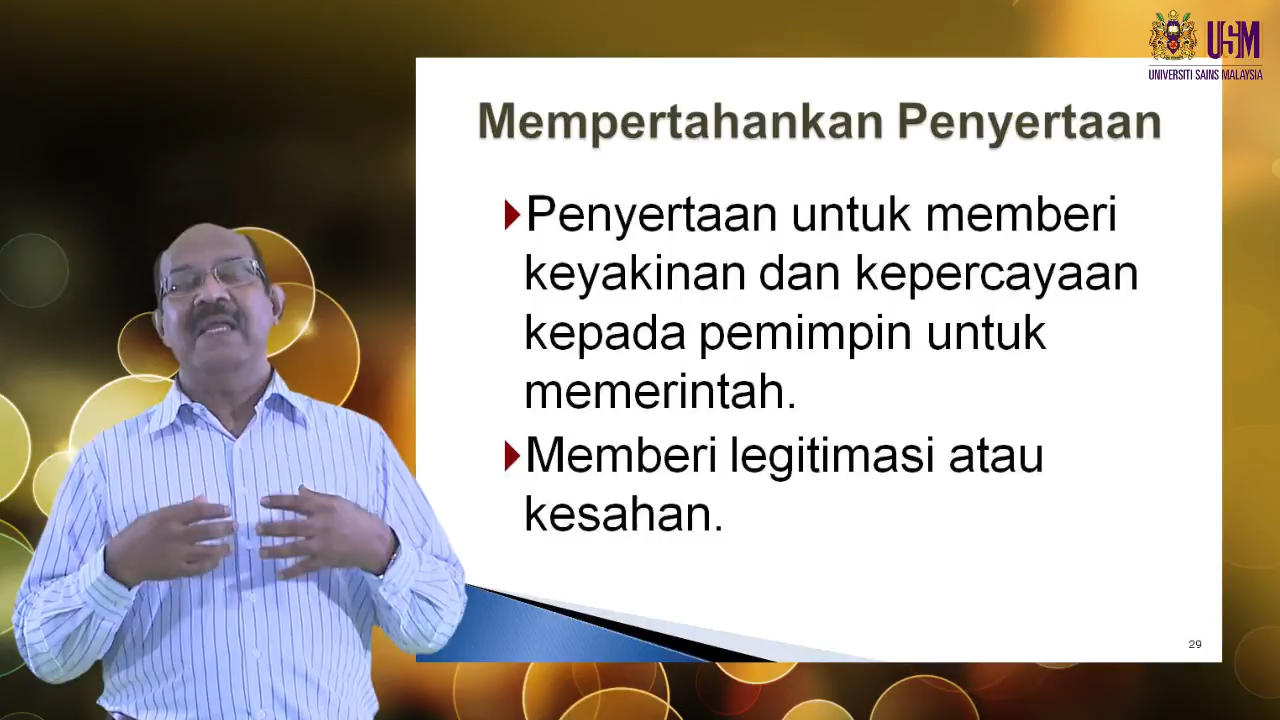 USM
UNIVERSITI SAINS MALAYSIA
Mempertahankan Penyertaan
Penyertaan untuk memberi
keyakinan dan kepercayaan
kepada pemimpin untuk
memerintah.
Memberi legitimasi atau
kesahan.
29